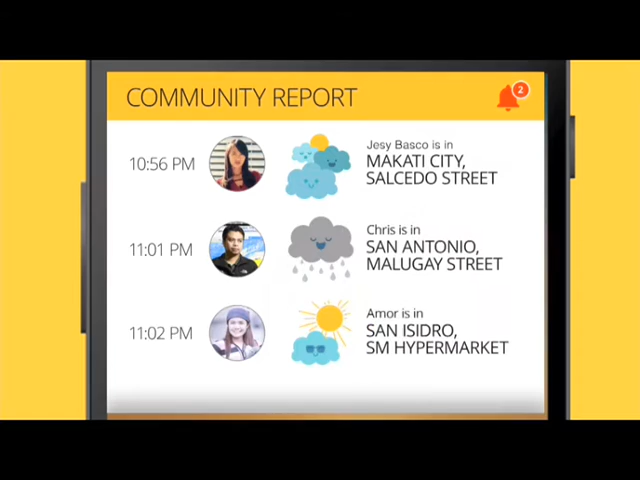 COMMUNITY REPORT
2
10:56 PM
Jesy Basco is in
MAKATI CITY,
SALCEDO STREET
11:01 PM
Chris is in
SAN ANTONIO,
MALUGAY STREET
11:02 PM
Amor is in
SAN ISIDRO,
SM HYPERMARKET